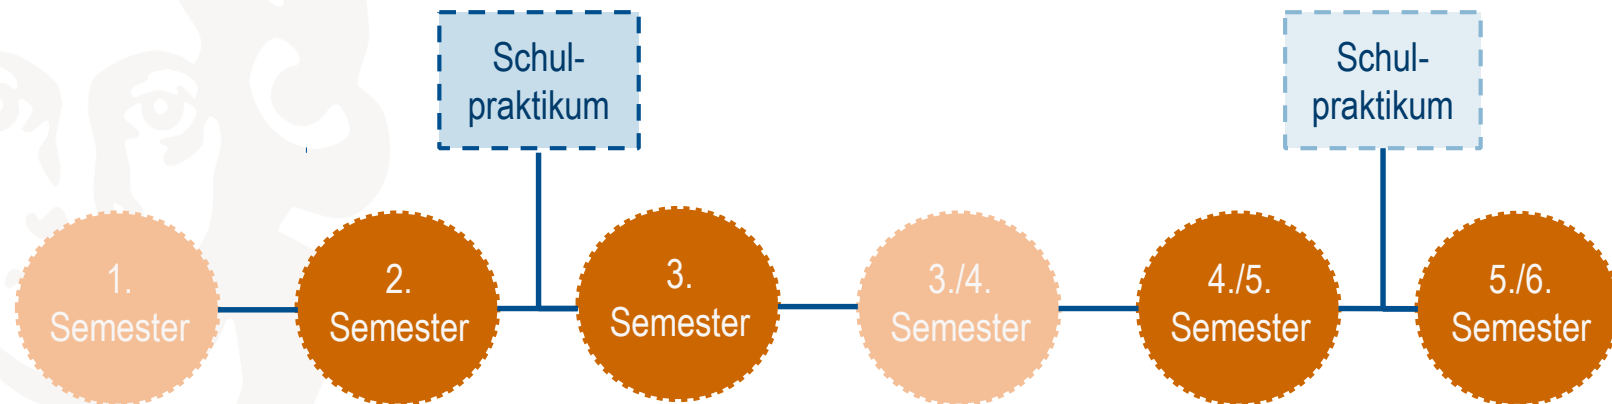 Schul-
praktikum
Schul-
praktikum
1.
Semester
2.
Semester
3.
Semester
3./4.
Semester
4./5.
Semester
5./6.
Semester